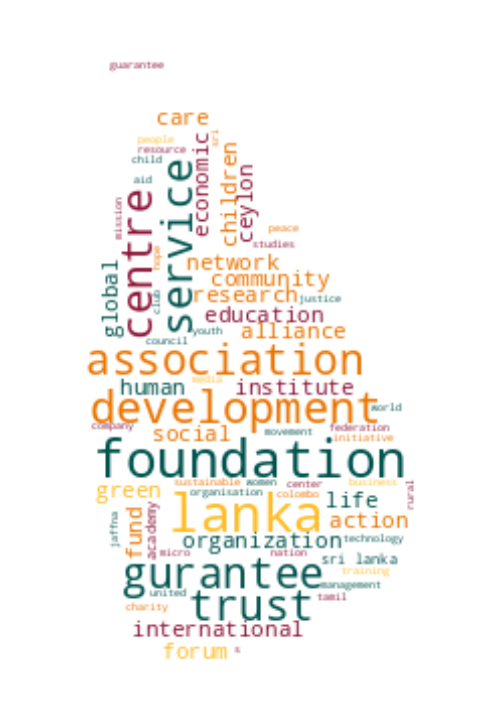 guarantee
care
people
resource
child
sri
economic
children
ceylon
aid
service
centre
mission
peace
studies
hope
network
global
community
club
research
justice
education
youth
alliance
council
association
media
human
institute
development
world
company
social
movement
federation
initiative
foundation
sustainable
women
center
business
green
organisation
colombo
rural
lanka
life
fund
academy
jaffna
action
organization
technology
micro
nation
sri lanka
gurantee
training
management
united
trust
tamil
charity
international
forum
s